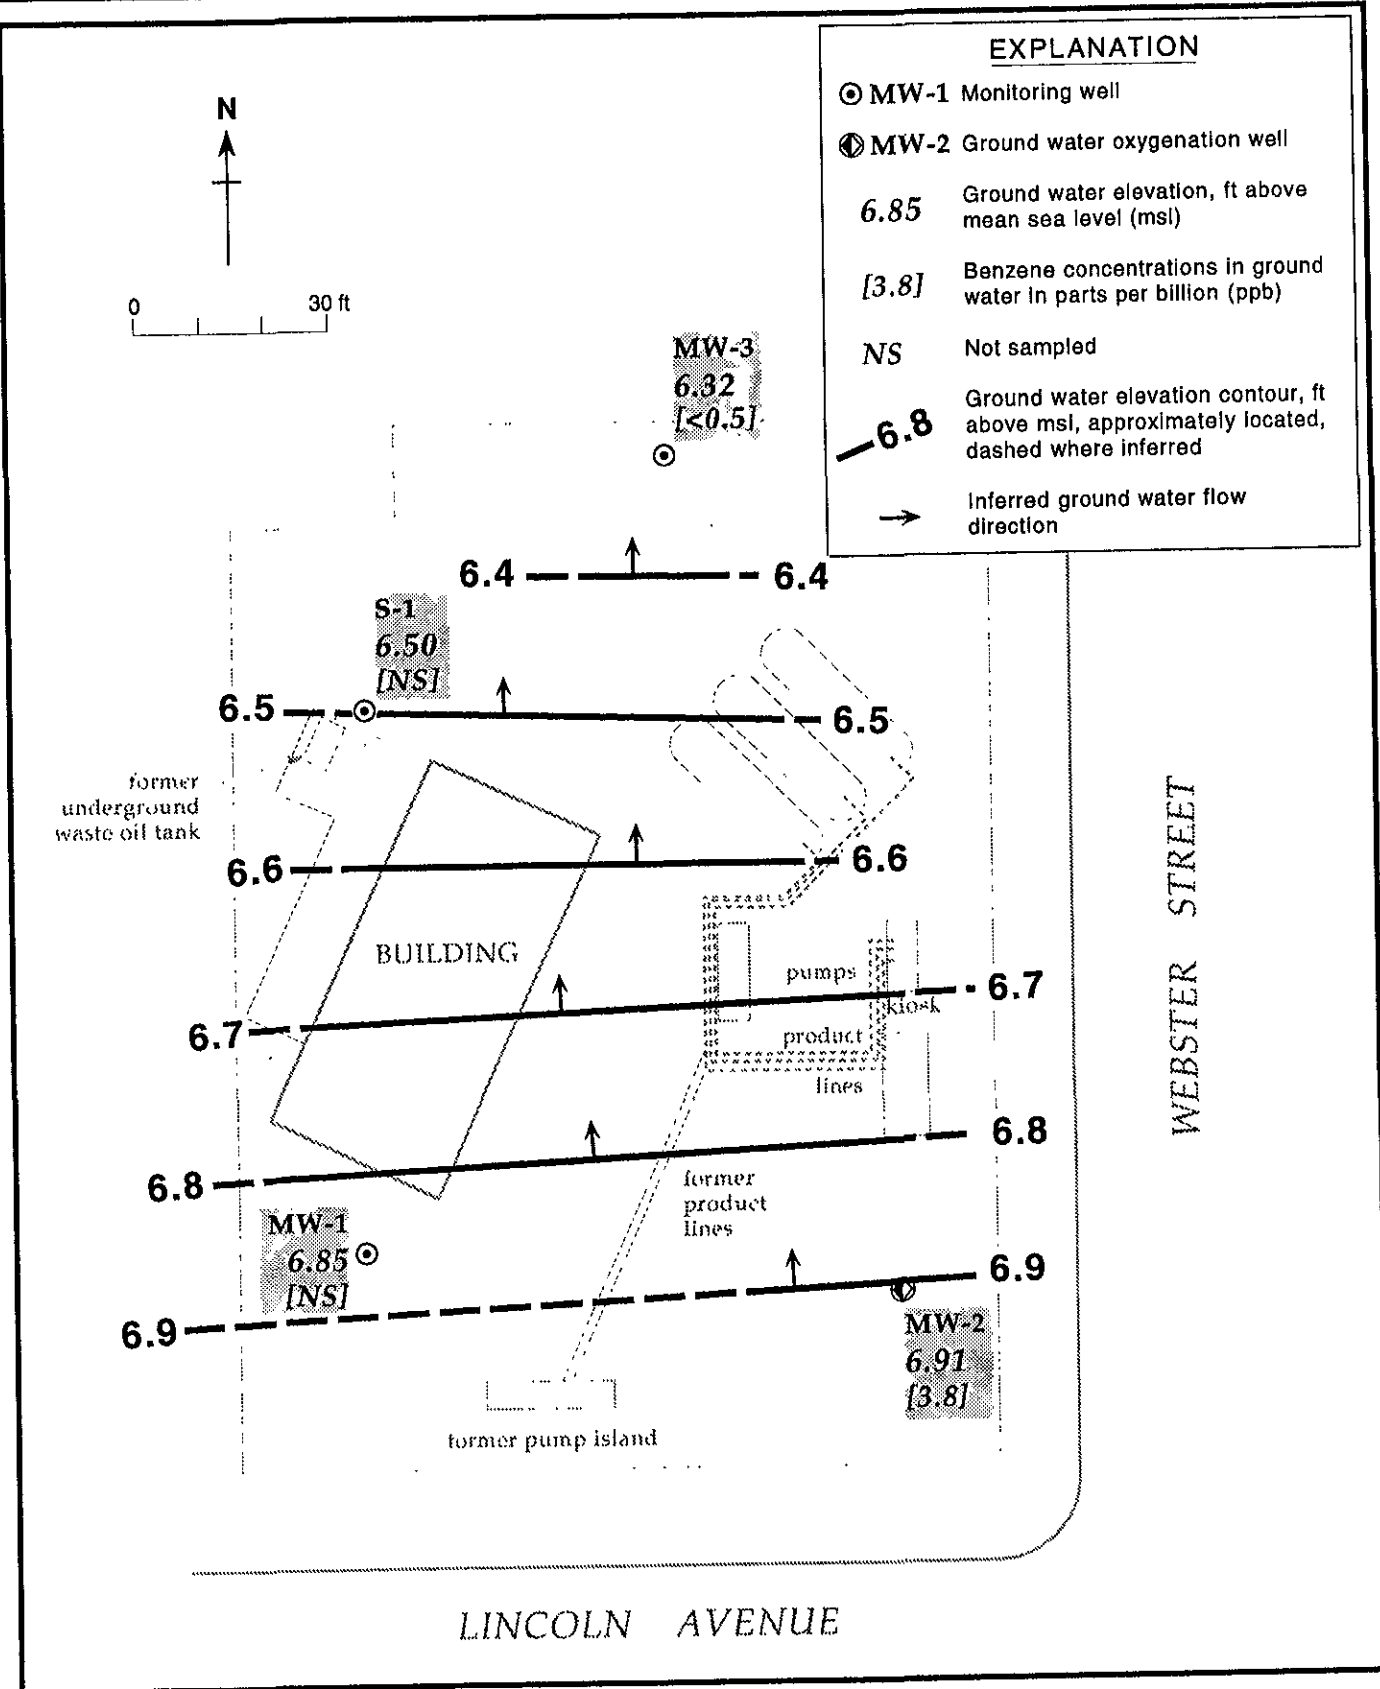 EXPLANATION
MW-1 Monitoring well
MW-2 Ground water oxygenation well
6.85 Ground water elevation, ft above
mean sea level (msl)
[3.8] Benzene concentrations in ground
water in parts per billion (ppb)
NS Not sampled
6.8 Ground water elevation contour, ft
above msl, approximately located,
dashed where inferred
Inferred ground water flow
direction
N
0 30 ft
MW-3
6.32
[<0.5]
6.4 6.4
S-1
6.50
[NS]
6.5 6.5
former
underground
waste oil tank
6.6 6.6
BUILDING
pumps
6.7 6.7
kiosk
product
lines
WEBSTER STREET
6.8 6.8
former
product
lines
MW-1
6.85
[NS]
6.9 6.9
MW-2
6.91
[3.8]
former pump island
LINCOLN AVENUE